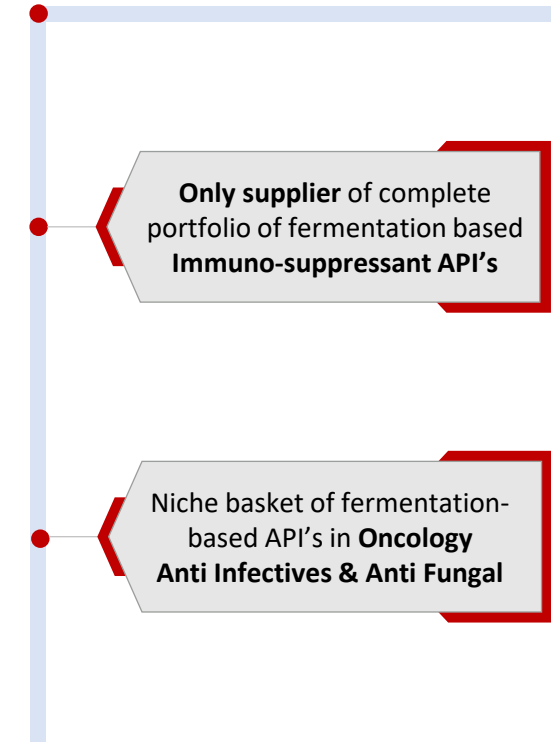 Only supplier of complete
portfolio of fermentation based
Immuno-suppressant API's
Niche basket of fermentation-
based API's in Oncology
Anti Infectives & Anti Fungal